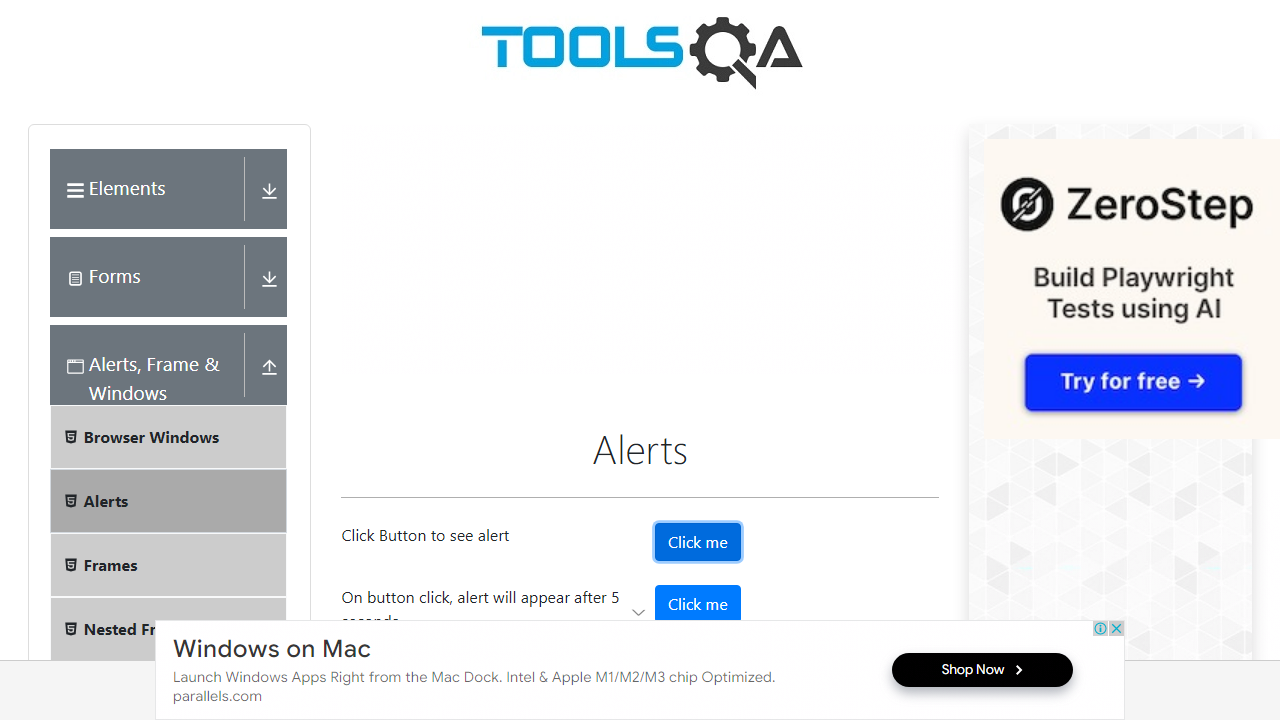 TOOLSQA
Elements
Forms
Alerts, Frame &
Windows
Browser Windows
Alerts
Frames
Nested Fr
Alerts
Click Button to see alert
Click me
On button click, alert will appear after 5
seconds
Click me
ZeroStep
Build Playwright
Tests using AI
Try for free →
Windows on Mac
Launch Windows Apps Right from the Mac Dock. Intel & Apple M1/M2/M3 chip Optimized.
parallels.com
Shop Now